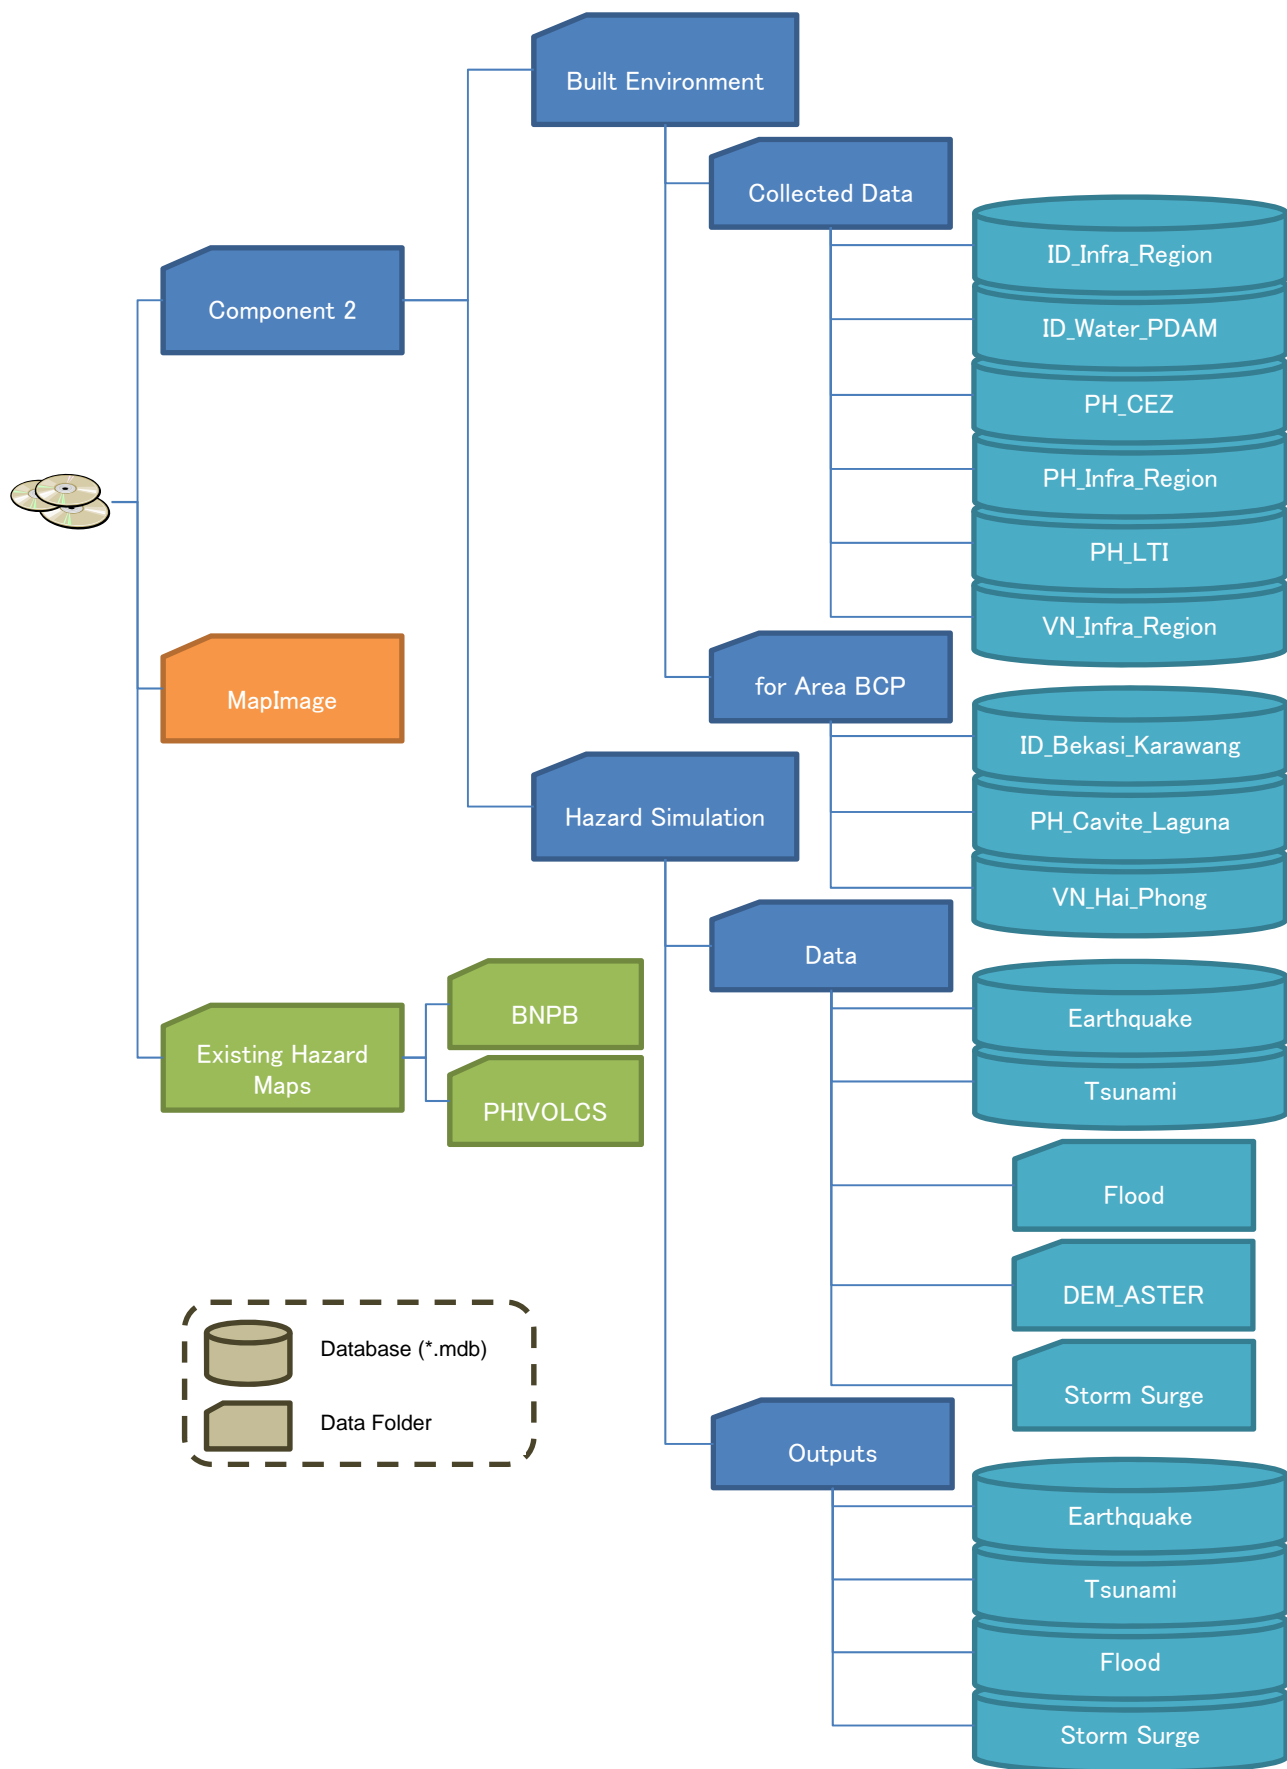 Built Environment
Collected Data
ID_Infra_Region
Component 2
ID_Water_PDAM
PH_CEZ
PH_Infra_Region
PH_LTI
VN_Infra_Region
MapImage
for Area BCP
ID_Bekasi_Karawang
Hazard Simulation
PH_Cavite_Laguna
VN_Hai_Phong
Data
BNPB
Earthquake
Existing Hazard
Maps
Tsunami
PHIVOLCS
Flood
DEM_ASTER
Database (*.mdb)
Storm Surge
Data Folder
Outputs
Earthquake
Tsunami
Flood
Storm Surge